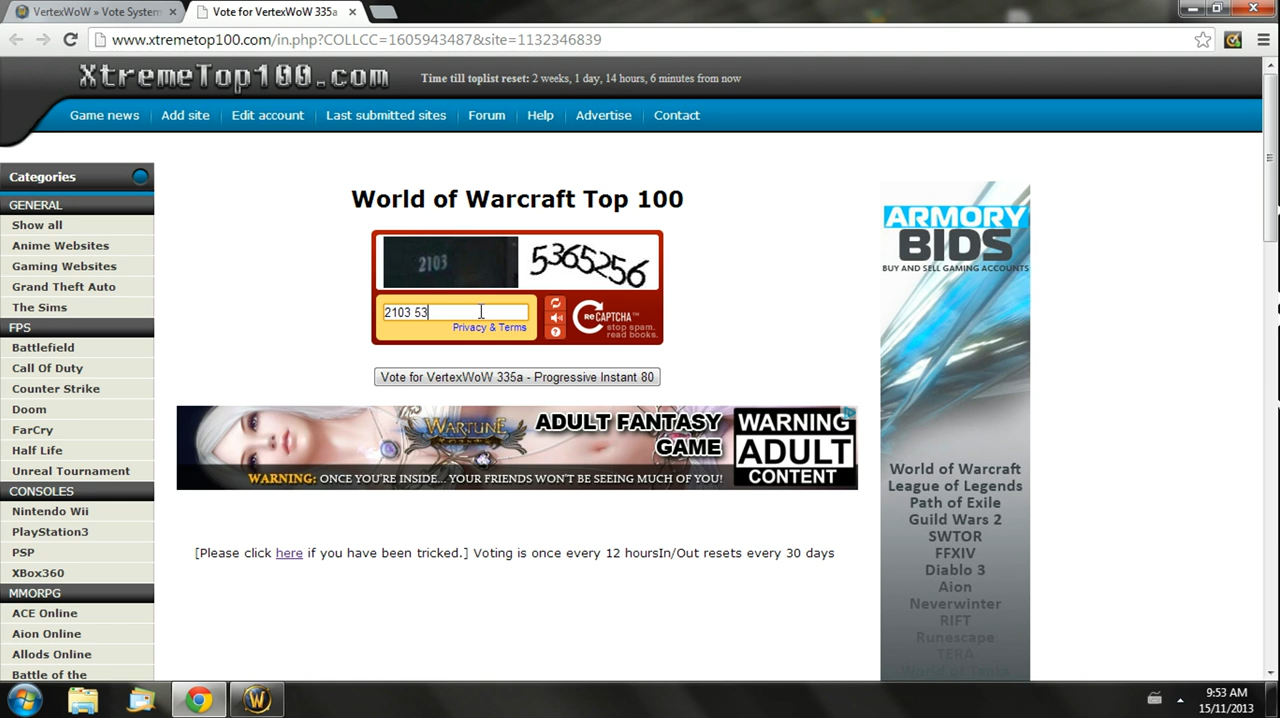 VertexWoW » Vote System
Vote for VertexWoW 335a
www.xtremetop100.com/in.php?COLLCC=1605943487&site=1132346839
XtremeTop100.com
Time till toplist reset: 2 weeks, 1 day, 14 hours, 6 minutes from now
Game news
Add site
Edit account
Last submitted sites
Forum
Help
Advertise
Contact
Categories
GENERAL
Show all
Anime Websites
Gaming Websites
Grand Theft Auto
The Sims
FPS
Battlefield
Call Of Duty
Counter Strike
Doom
FarCry
Half Life
Unreal Tournament
CONSOLES
Nintendo Wii
PlayStation3
PSP
XBox360
MMORPG
ACE Online
Aion Online
Allods Online
Battle of the
World of Warcraft Top 100
2103
5365256
2103 53
Privacy & Terms
reCAPTCHA™
stop spam.
read books.
Vote for VertexWoW 335a - Progressive Instant 80
WARTUNE
ADULT FANTASY
GAME
WARNING
ADULT
CONTENT
WARNING: ONCE YOU'RE INSIDE... YOUR FRIENDS WON'T BE SEEING MUCH OF YOU!
[Please click here if you have been tricked.] Voting is once every 12 hoursIn/Out resets every 30 days
ARMORY
BIDS
BUY AND SELL GAMING ACCOUNTS
World of Warcraft
League of Legends
Path of Exile
Guild Wars 2
SWTOR
FFXIV
Diablo 3
Aion
Neverwinter
RIFT
Runescape
TERA
World of Tanks
9:53 AM
15/11/2013